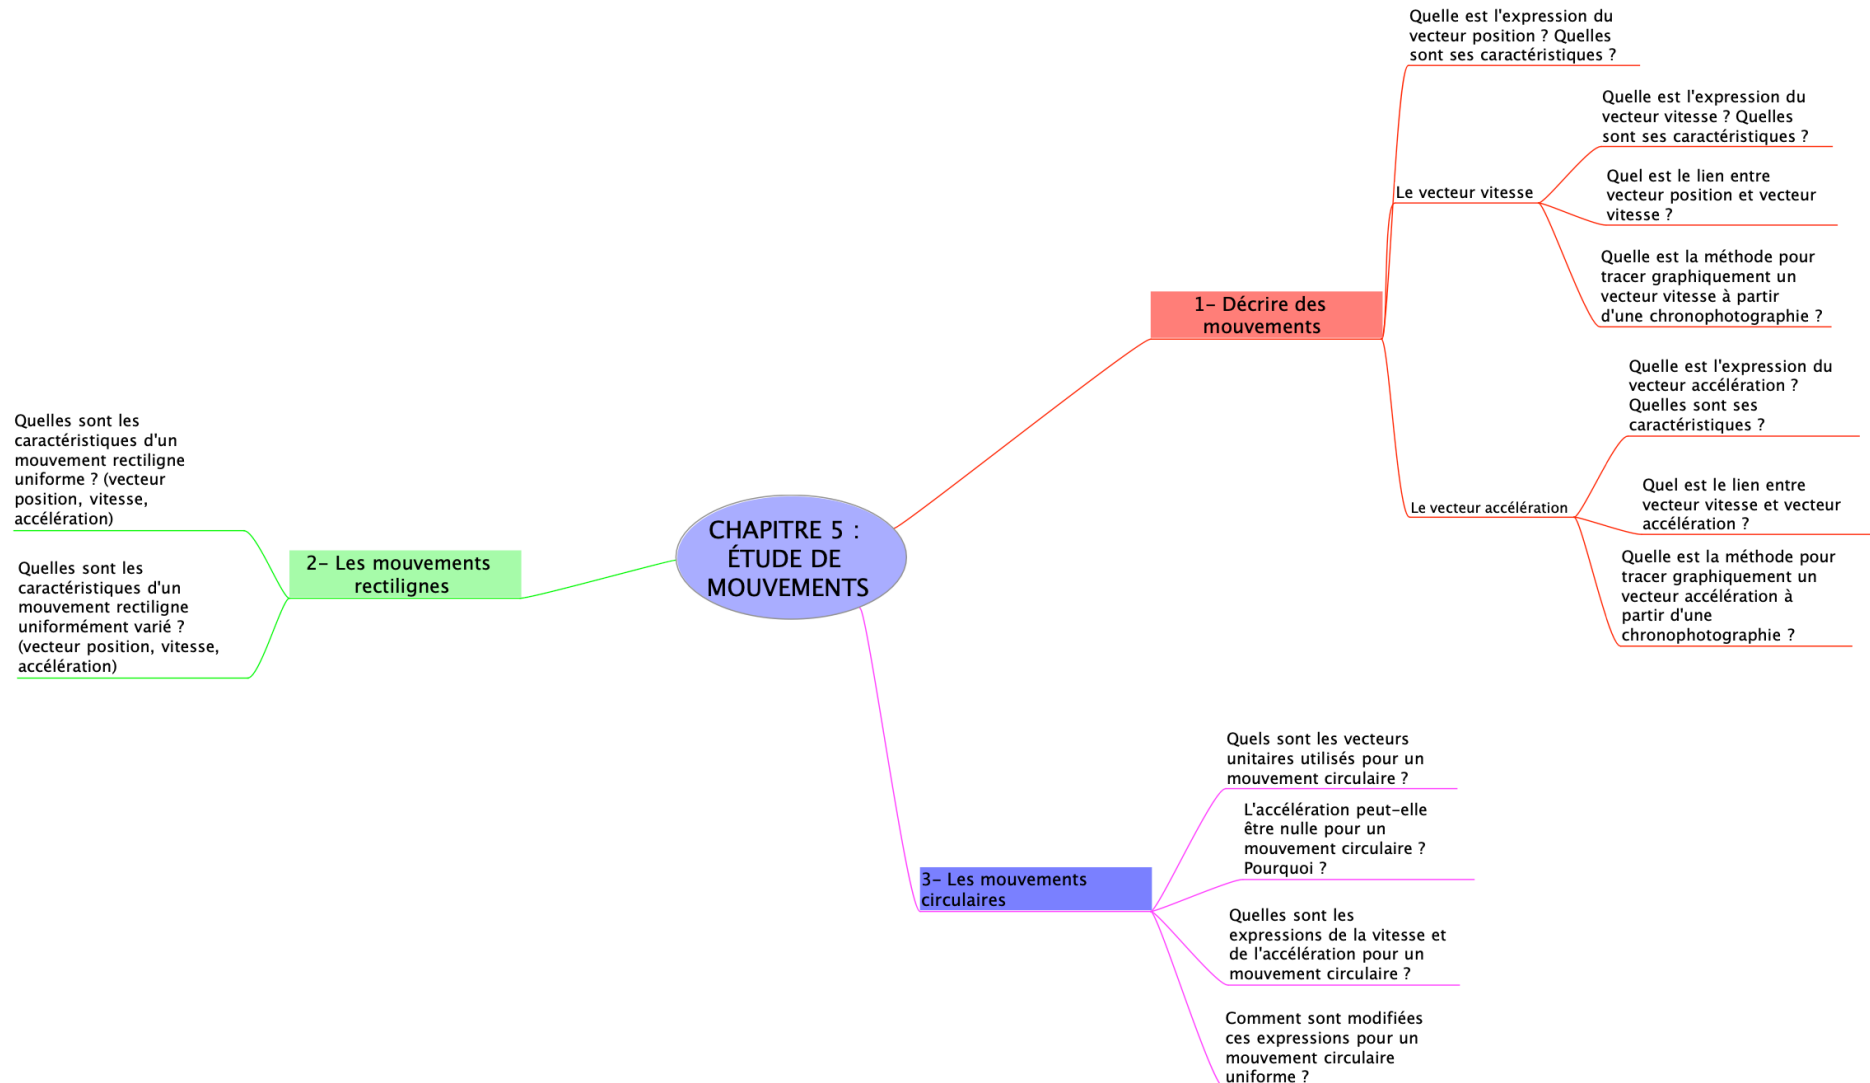 CHAPITRE 5 :
ÉTUDE DE
MOUVEMENTS
1- Décrire des
mouvements
Quelle est l'expression du
vecteur position ? Quelles
sont ses caractéristiques ?
Le vecteur vitesse
Quelle est l'expression du
vecteur vitesse ? Quelles
sont ses caractéristiques ?
Quel est le lien entre
vecteur position et vecteur
vitesse ?
Quelle est la méthode pour
tracer graphiquement un
vecteur vitesse à partir
d'une chronophotographie ?
Le vecteur accélération
Quelle est l'expression du
vecteur accélération ?
Quelles sont ses
caractéristiques ?
Quel est le lien entre
vecteur vitesse et vecteur
accélération ?
Quelle est la méthode pour
tracer graphiquement un
vecteur accélération à
partir d'une
chronophotographie ?
2- Les mouvements
rectilignes
Quelles sont les
caractéristiques d'un
mouvement rectiligne
uniforme ? (vecteur
position, vitesse,
accélération)
Quelles sont les
caractéristiques d'un
mouvement rectiligne
uniformément varié ?
(vecteur position, vitesse,
accélération)
3- Les mouvements
circulaires
Quels sont les vecteurs
unitaires utilisés pour un
mouvement circulaire ?
L'accélération peut-elle
être nulle pour un
mouvement circulaire ?
Pourquoi ?
Quelles sont les
expressions de la vitesse et
de l'accélération pour un
mouvement circulaire ?
Comment sont modifiées
ces expressions pour un
mouvement circulaire
uniforme ?